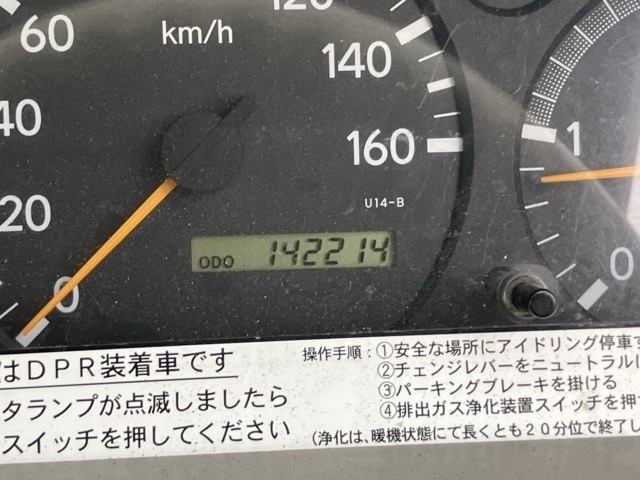 60
km/h
120
140
160
40
20
0
U14-B
ODO 142214
1
0
はDPR装着車です
タランプが点滅しましたら
スイッチを押してください
操作手順：①安全な場所にアイドリング停車す
②チェンジレバーをニュートラルに
③パーキングブレーキを掛ける
④排出ガス浄化装置スイッチを押
（浄化は、暖機状態にて長くとも２０分位で終了し